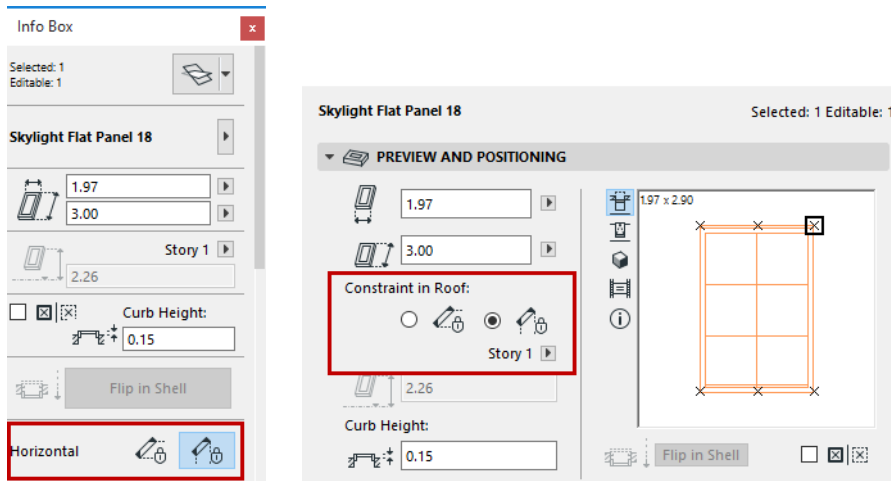 Info Box
x
Selected: 1
Editable: 1
Skylight Flat Panel 18
1.97
3.00
Story 1
2.26
Curb Height:
0.15
Flip in Shell
Horizontal
Skylight Flat Panel 18
Selected: 1 Editable: 1
PREVIEW AND POSITIONING
1.97
3.00
Constraint in Roof:
Story 1
2.26
Curb Height:
0.15
1.97 x 2.90
Flip in Shell